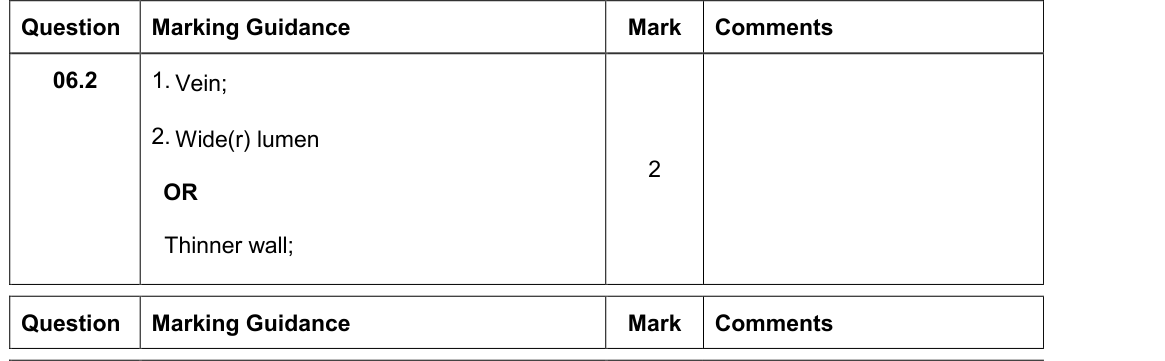 Question Marking Guidance Mark Comments
06.2 1. Vein;
2. Wide(r) lumen
2
OR
Thinner wall;
Question Marking Guidance Mark Comments